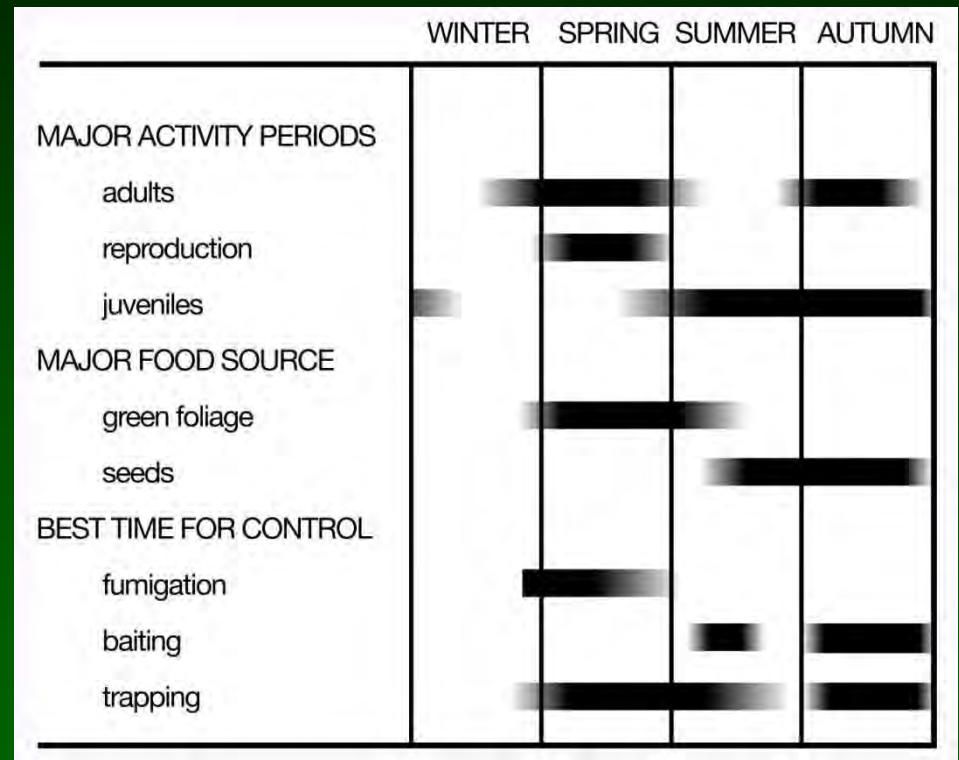 WINTER SPRING SUMMER AUTUMN
MAJOR ACTIVITY PERIODS
adults
reproduction
juveniles
MAJOR FOOD SOURCE
green foliage
seeds
BEST TIME FOR CONTROL
fumigation
baiting
trapping